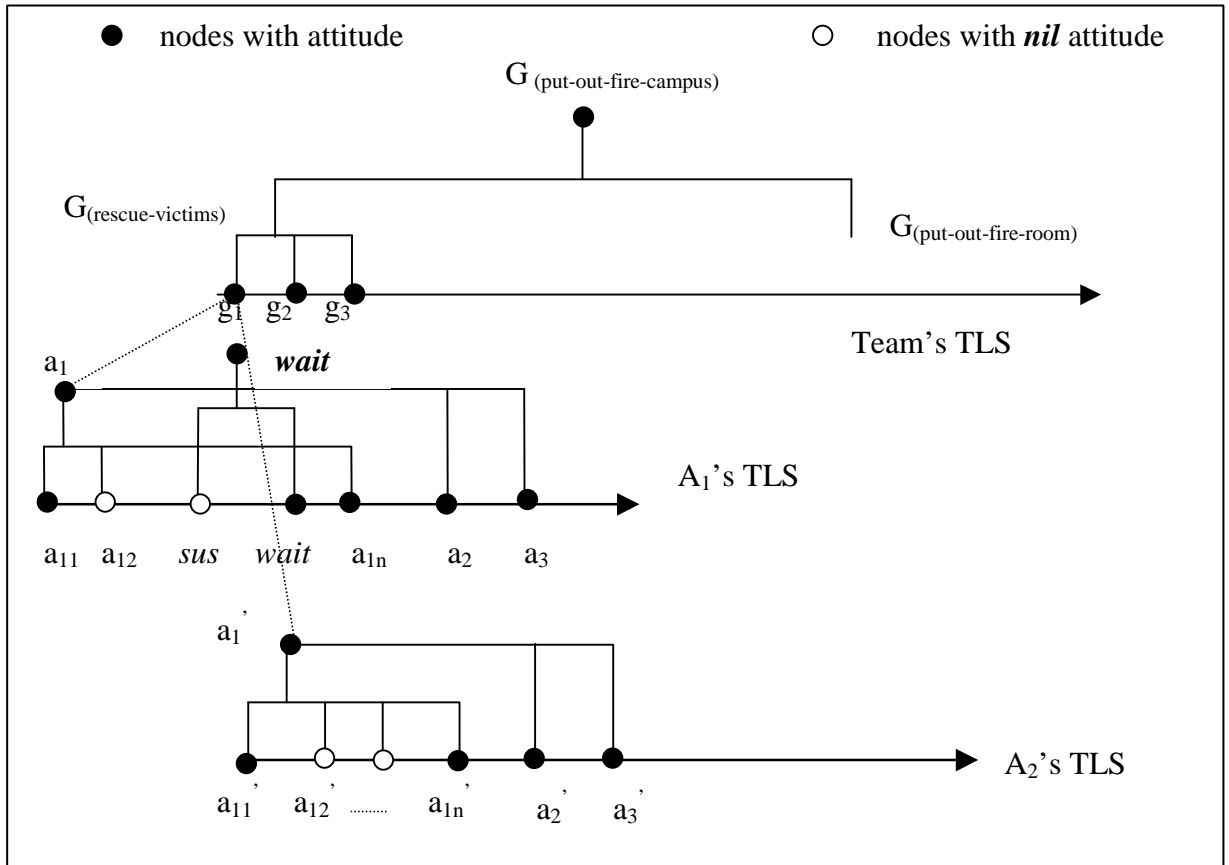 nodes with attitude nodes with nil attitude
G (put-out-fire-campus)
G(rescue-victims)
G(put-out-fire-room)
g1 g2 g3
Team's TLS
a1 wait
A1's TLS
a11 a12 sus wait a1n a2 a3
a1'
A2's TLS
a11' a12' .......... a1n' a2' a3'